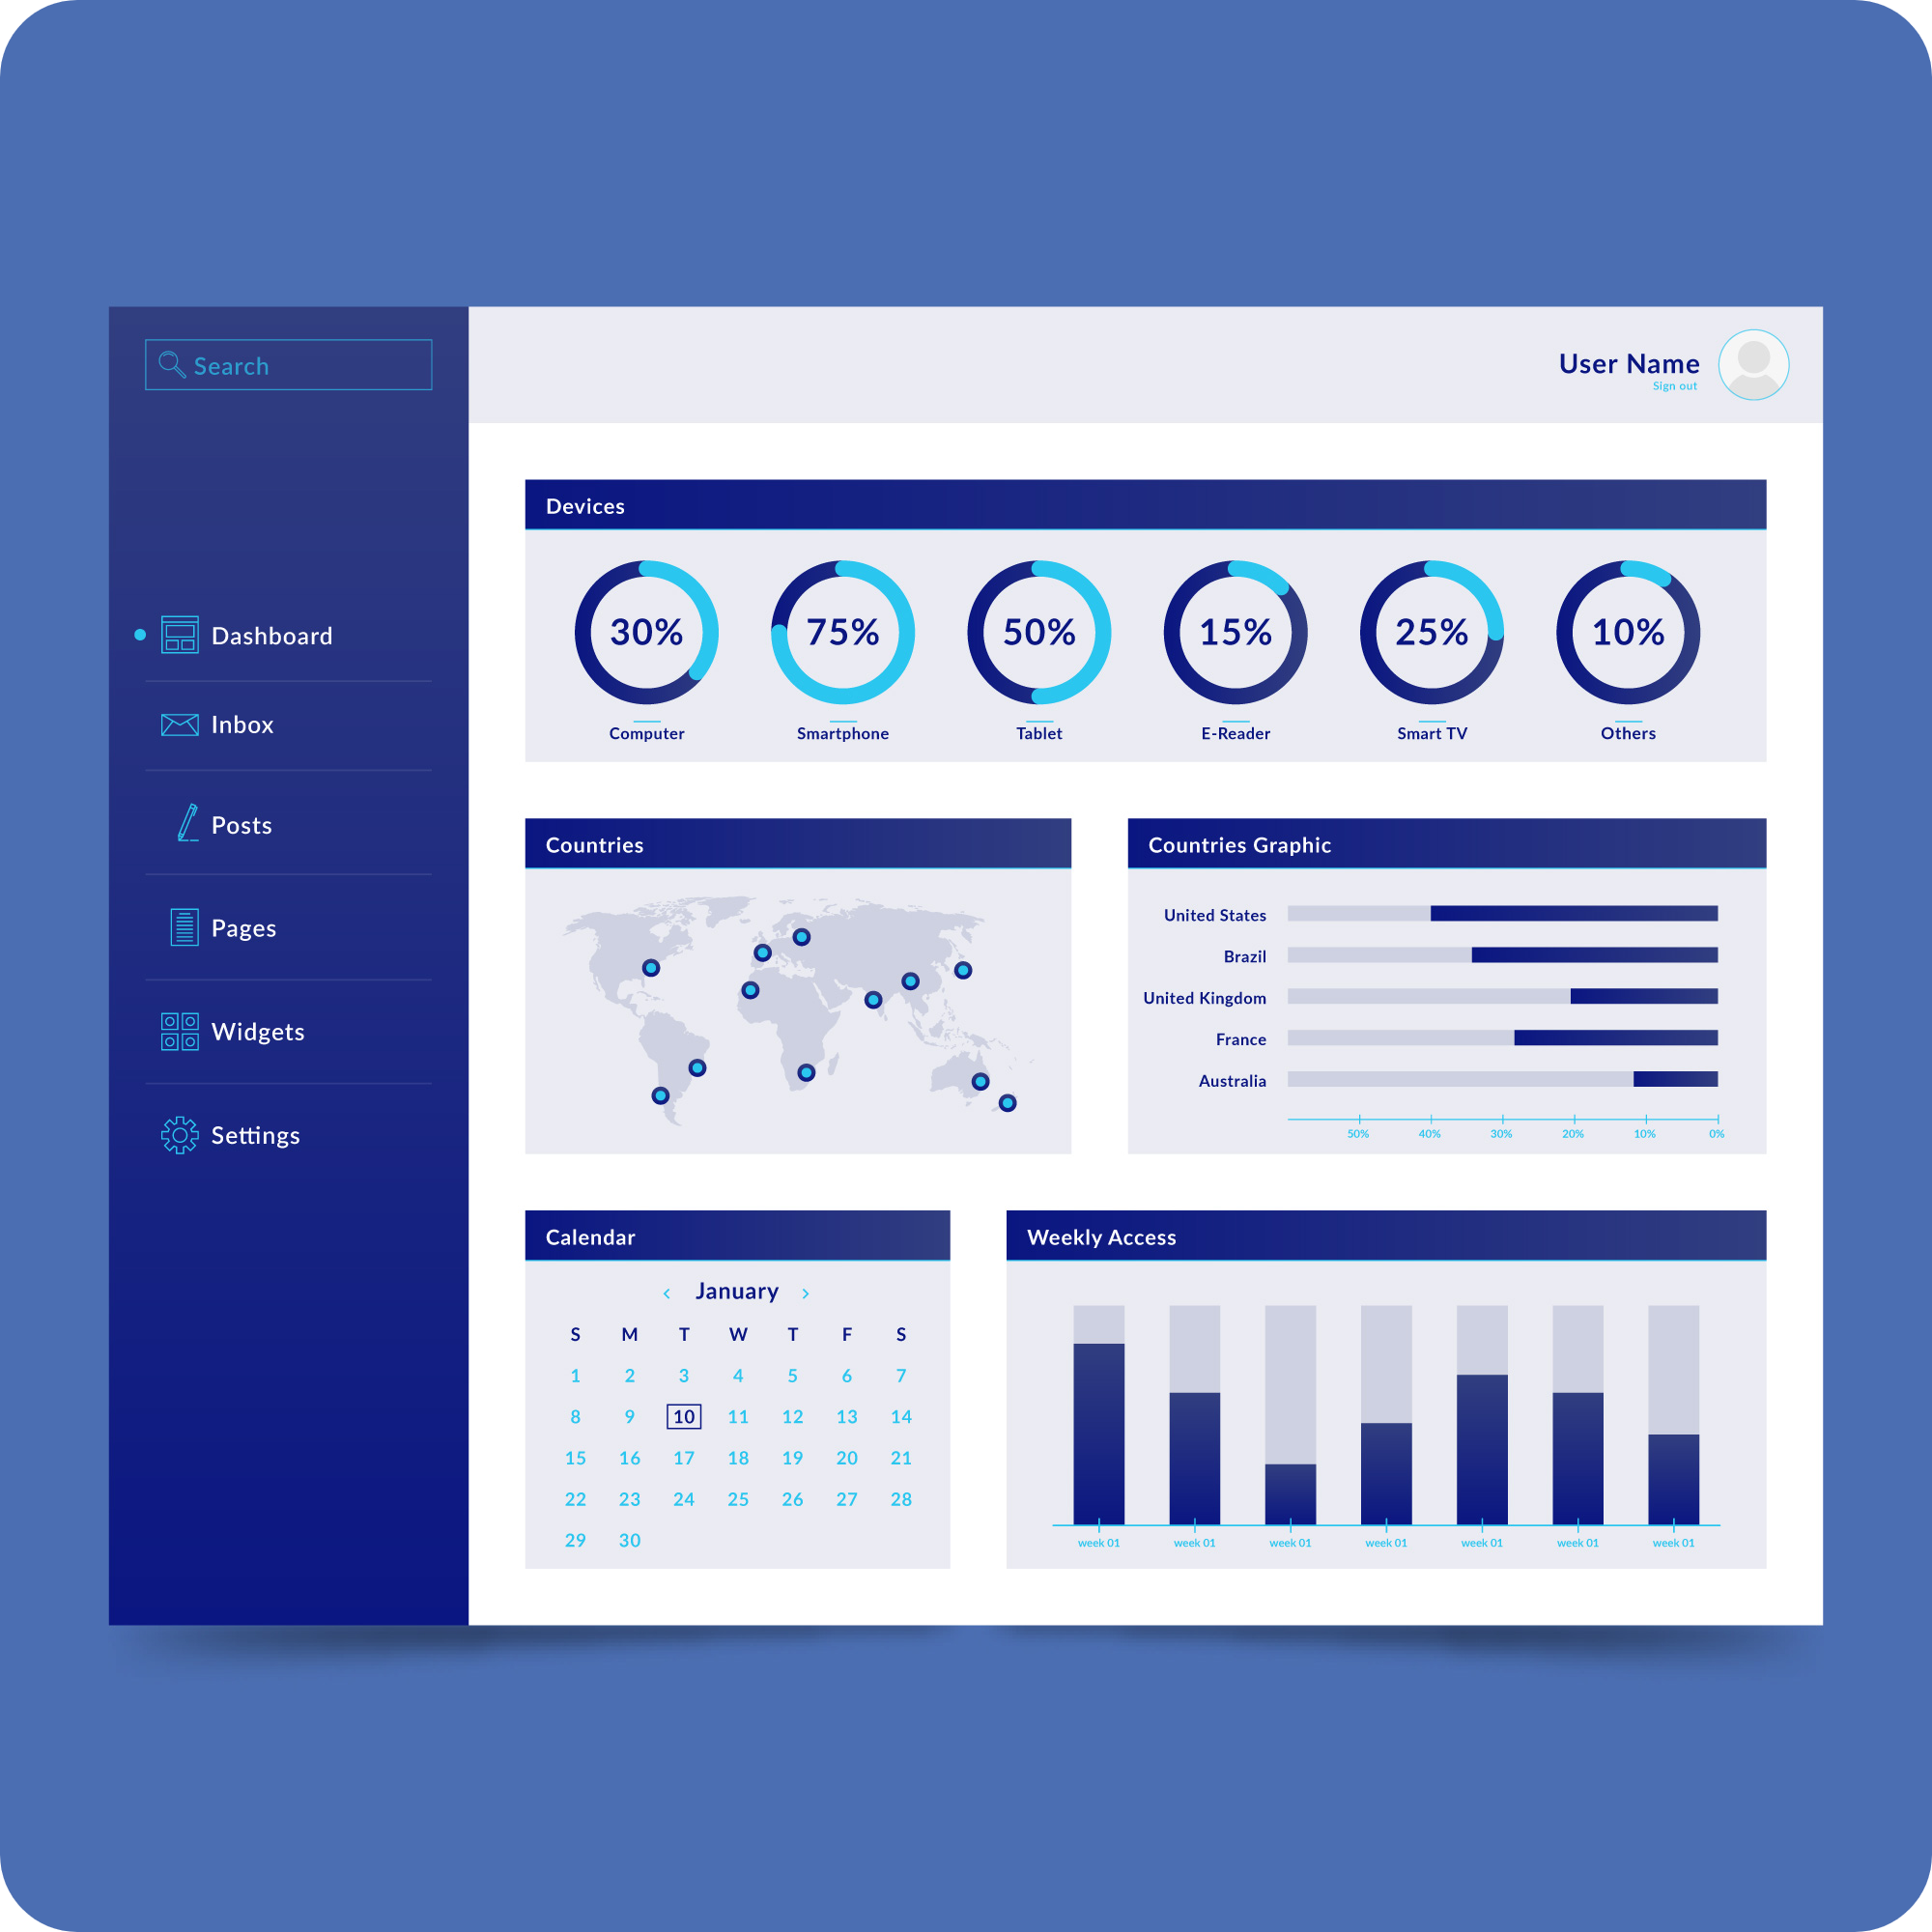 Search
User Name
Sign out
Dashboard
Inbox
Posts
Pages
Widgets
Settings
Devices
30% 75% 50% 15% 25% 10%
Computer Smartphone Tablet E-Reader Smart TV Others
Countries
Countries Graphic
United States
Brazil
United Kingdom
France
Australia
50% 40% 30% 20% 10% 0%
Calendar
‹ January ›
S M T W T F S
1 2 3 4 5 6 7
8 9 10 11 12 13 14
15 16 17 18 19 20 21
22 23 24 25 26 27 28
29 30
Weekly Access
week 01 week 01 week 01 week 01 week 01 week 01 week 01